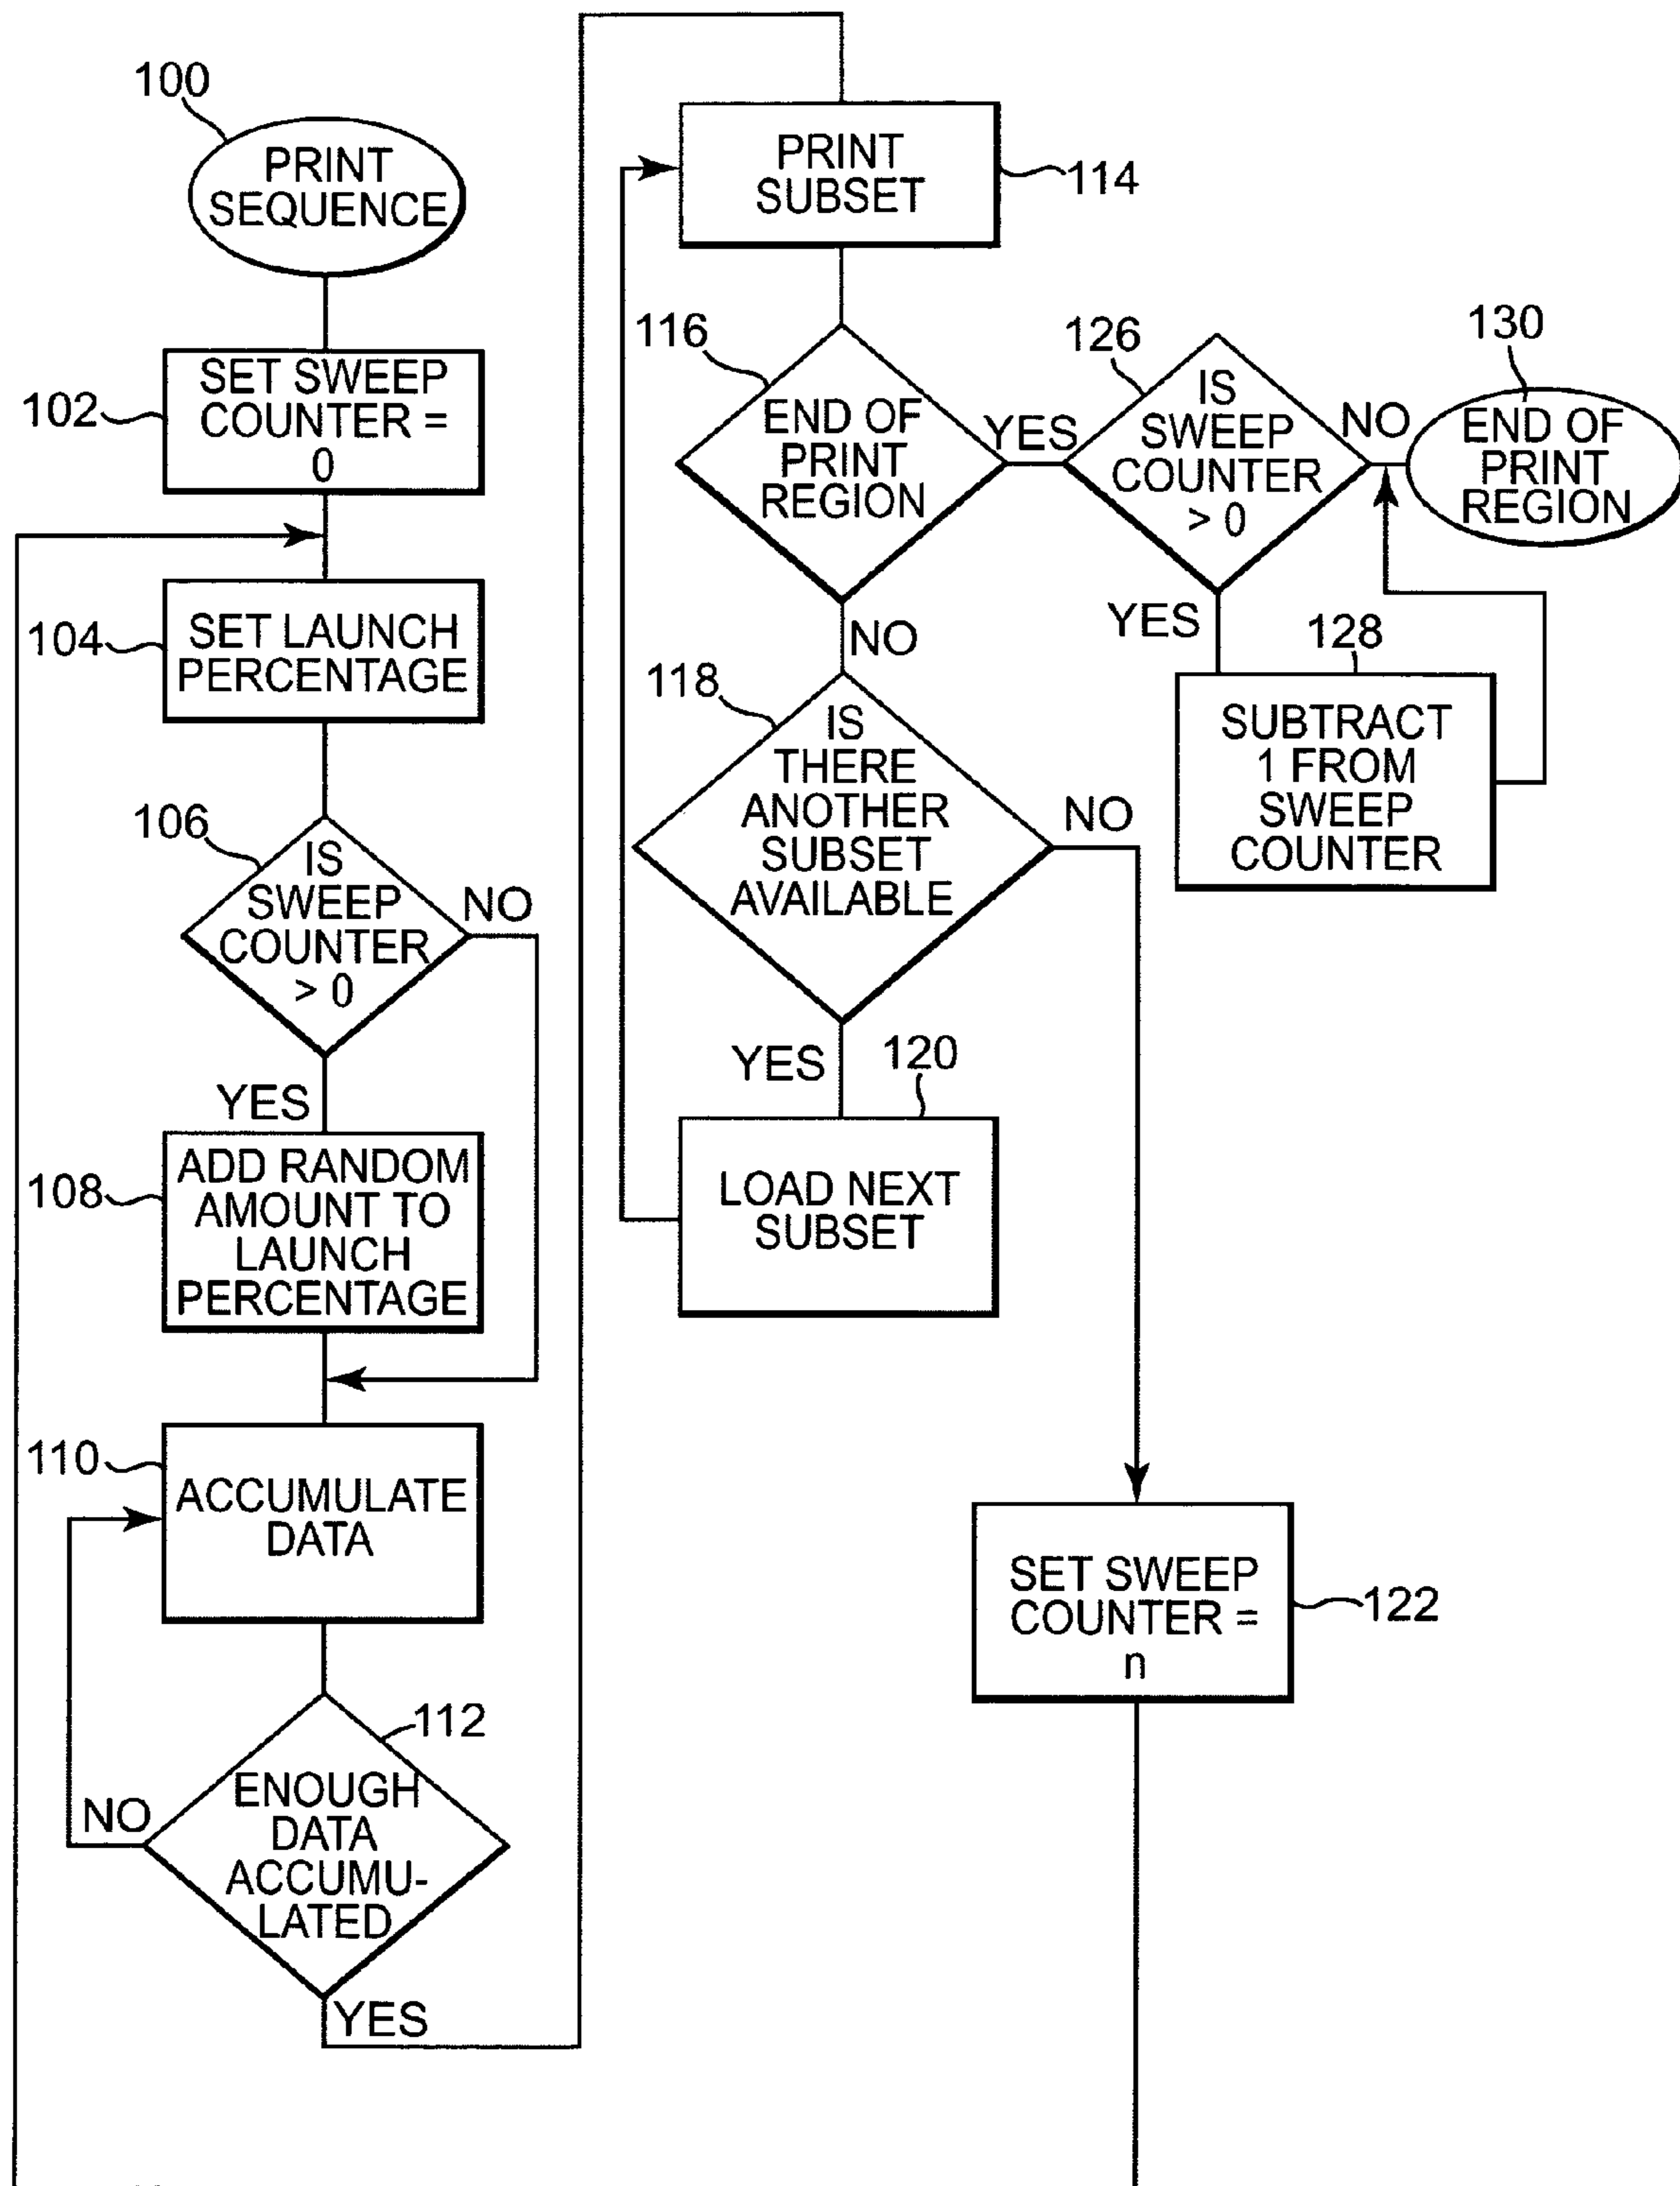 100
PRINT
SEQUENCE
102
SET SWEEP
COUNTER =
0
104
SET LAUNCH
PERCENTAGE
106
IS
SWEEP
COUNTER
> 0
NO
YES
108
ADD RANDOM
AMOUNT TO
LAUNCH
PERCENTAGE
110
ACCUMULATE
DATA
112
ENOUGH
DATA
ACCUMU-
LATED
NO
YES
PRINT
SUBSET
114
116
END OF
PRINT
REGION
YES
NO
118
IS
THERE
ANOTHER
SUBSET
AVAILABLE
NO
YES
120
LOAD NEXT
SUBSET
122
SET SWEEP
COUNTER =
n
126
IS
SWEEP
COUNTER
> 0
NO
YES
128
SUBTRACT
1 FROM
SWEEP
COUNTER
130
END OF
PRINT
REGION